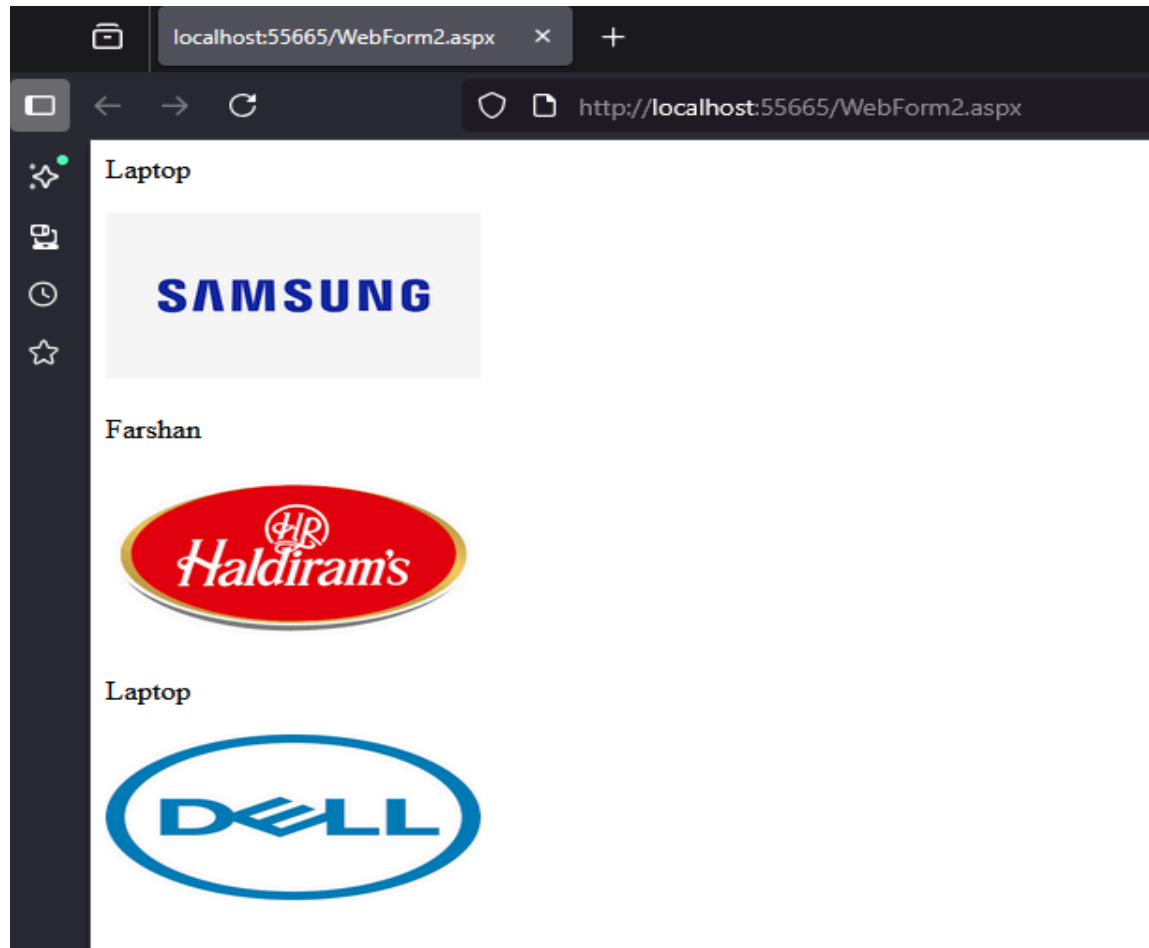 localhost:55665/WebForm2.aspx
http://localhost:55665/WebForm2.aspx
Laptop
SAMSUNG
Farshan
HR
Haldiram's
Laptop
DELL